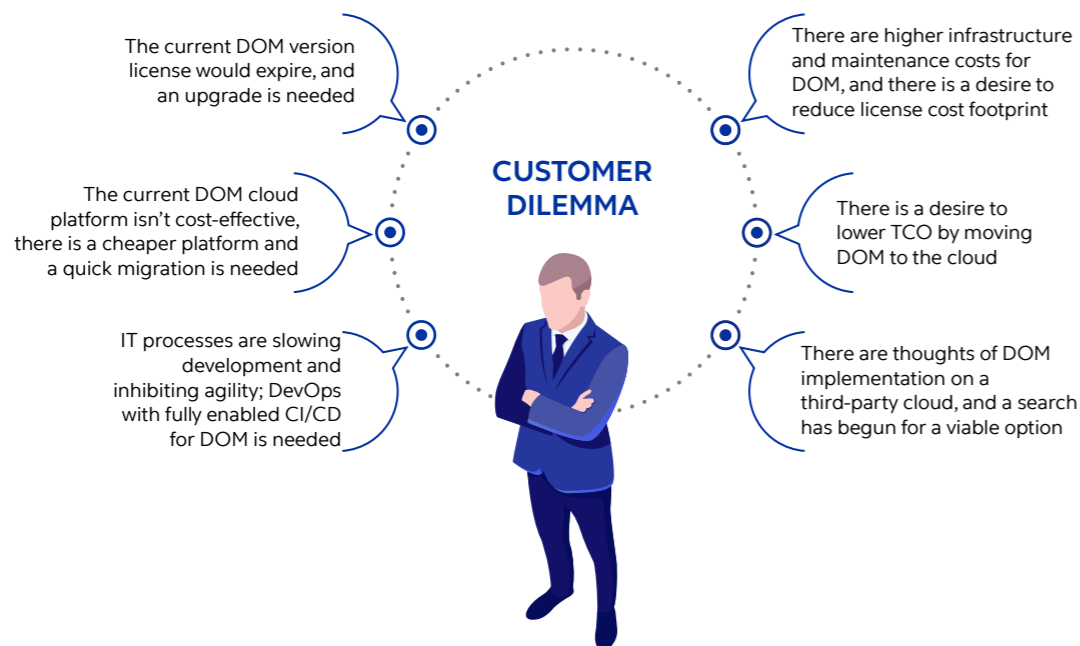 The current DOM version
license would expire, and
an upgrade is needed
There are higher infrastructure
and maintenance costs for
DOM, and there is a desire to
reduce license cost footprint
CUSTOMER
DILEMMA
The current DOM cloud
platform isn’t cost-effective,
there is a cheaper platform and
a quick migration is needed
There is a desire to
lower TCO by moving
DOM to the cloud
IT processes are slowing
development and
inhibiting agility; DevOps
with fully enabled CI/CD
for DOM is needed
There are thoughts of DOM
implementation on a
third-party cloud, and a search
has begun for a viable option